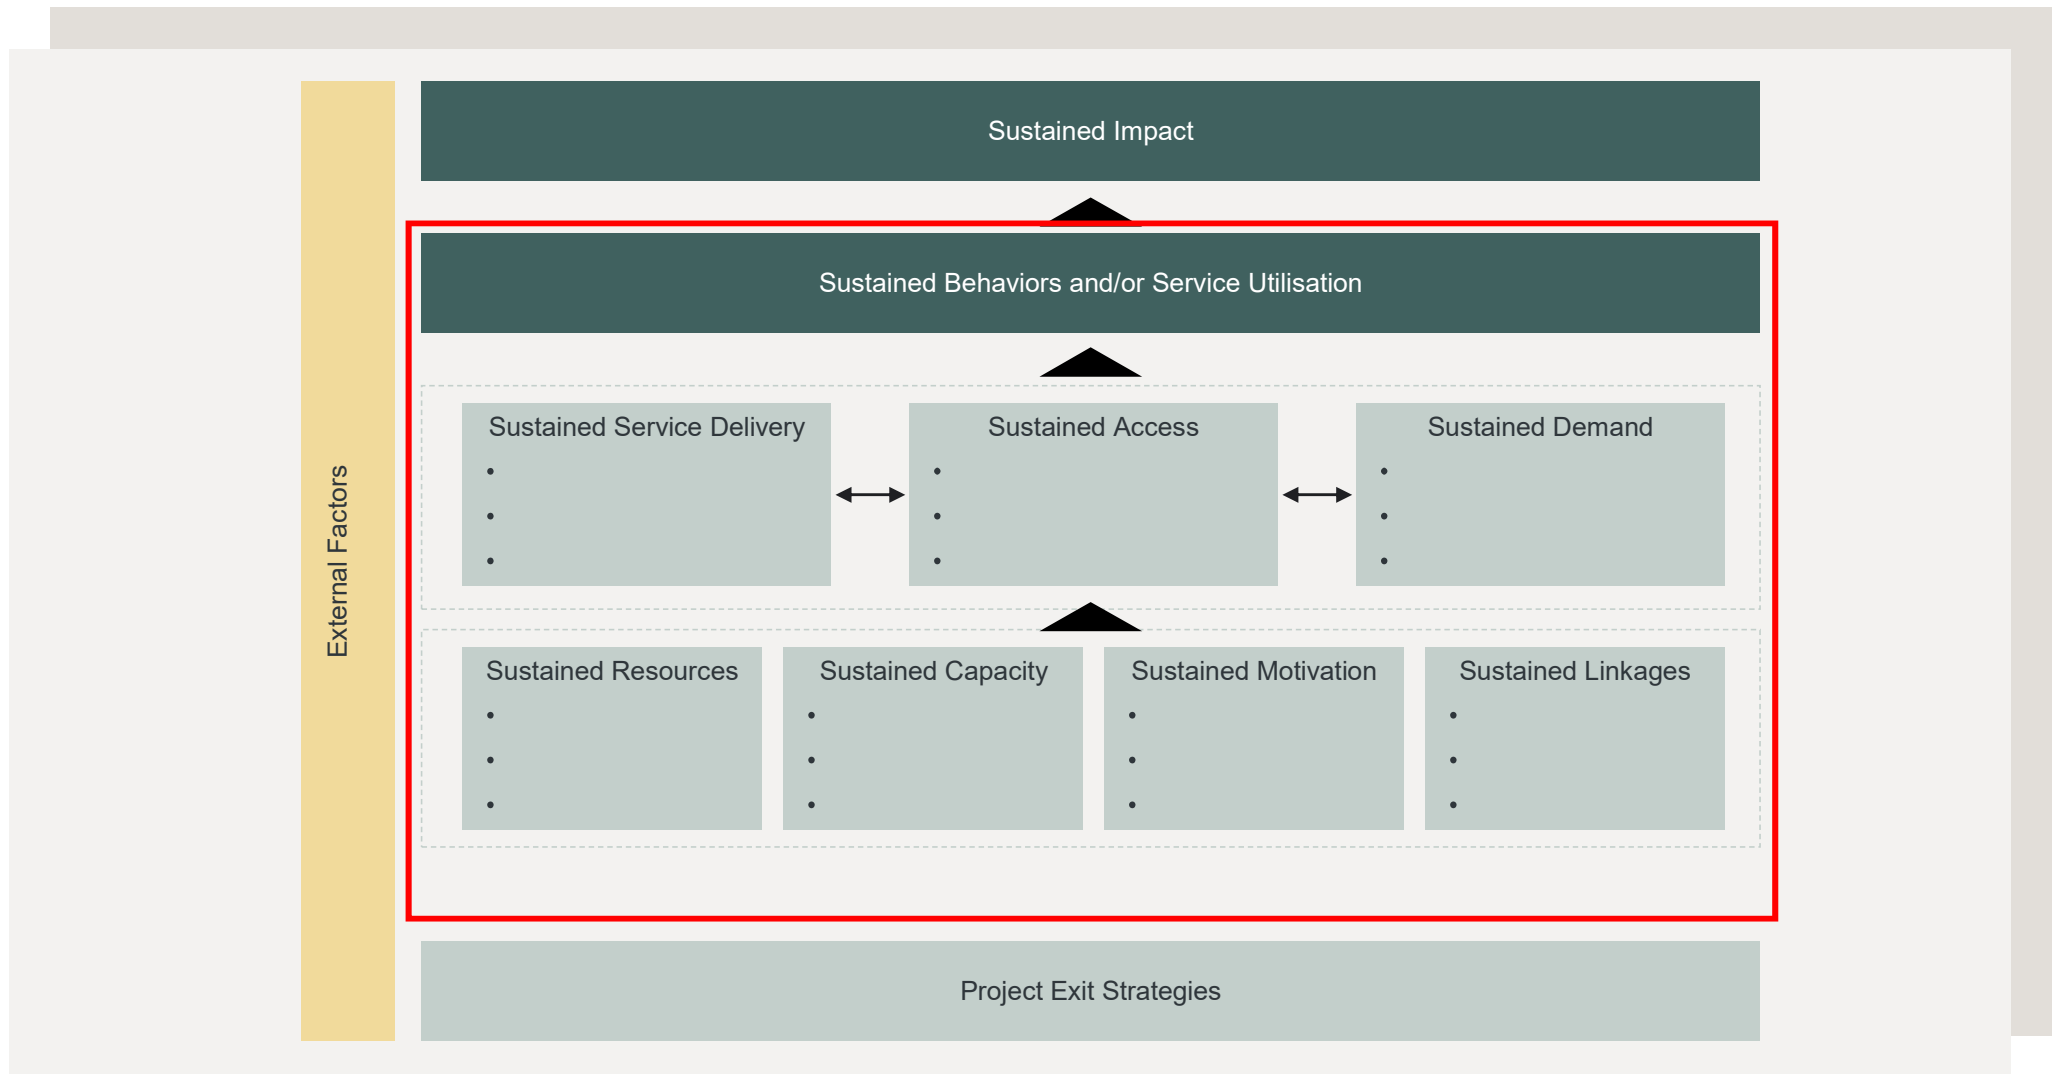 Sustained Impact
Sustained Behaviors and/or Service Utilisation
External Factors
Sustained Service Delivery
•
•
•
Sustained Access
•
•
•
Sustained Demand
•
•
•
Sustained Resources
•
•
•
Sustained Capacity
•
•
•
Sustained Motivation
•
•
•
Sustained Linkages
•
•
•
Project Exit Strategies